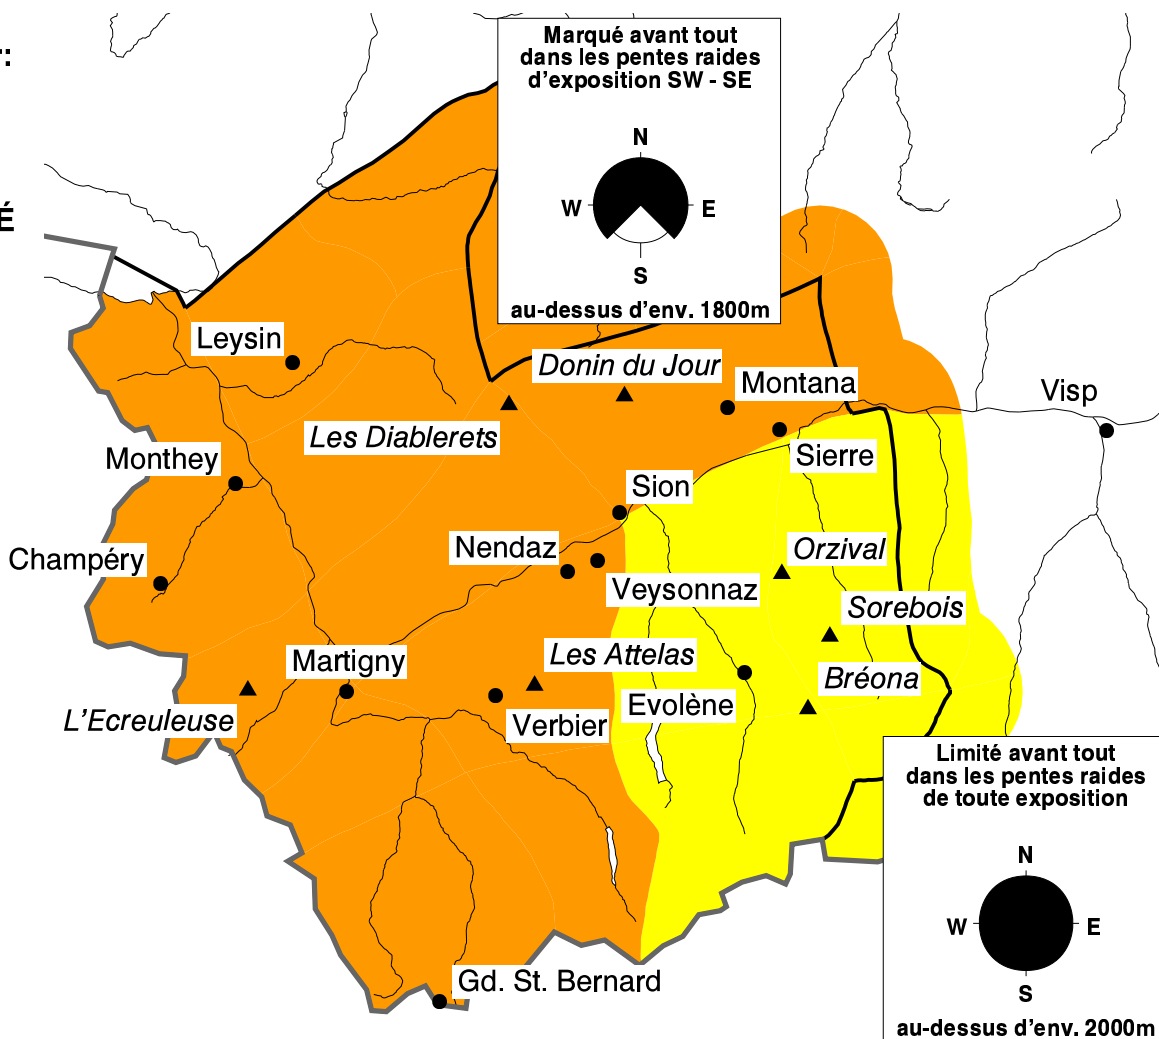 Marqué avant tout
dans les pentes raides
d'exposition SW - SE
N
W
E
S
au-dessus d'env. 1800m
É
Leysin
Donin du Jour
Montana
Visp
Les Diablerets
Monthey
Sierre
Sion
Nendaz
Orzival
Champéry
Veysonnaz
Sorebois
Les Attelas
Martigny
Bréona
L'Ecreuleuse
Evolène
Verbier
Limité avant tout
dans les pentes raides
de toute exposition
N
W
E
S
Gd. St. Bernard
au-dessus d'env. 2000m